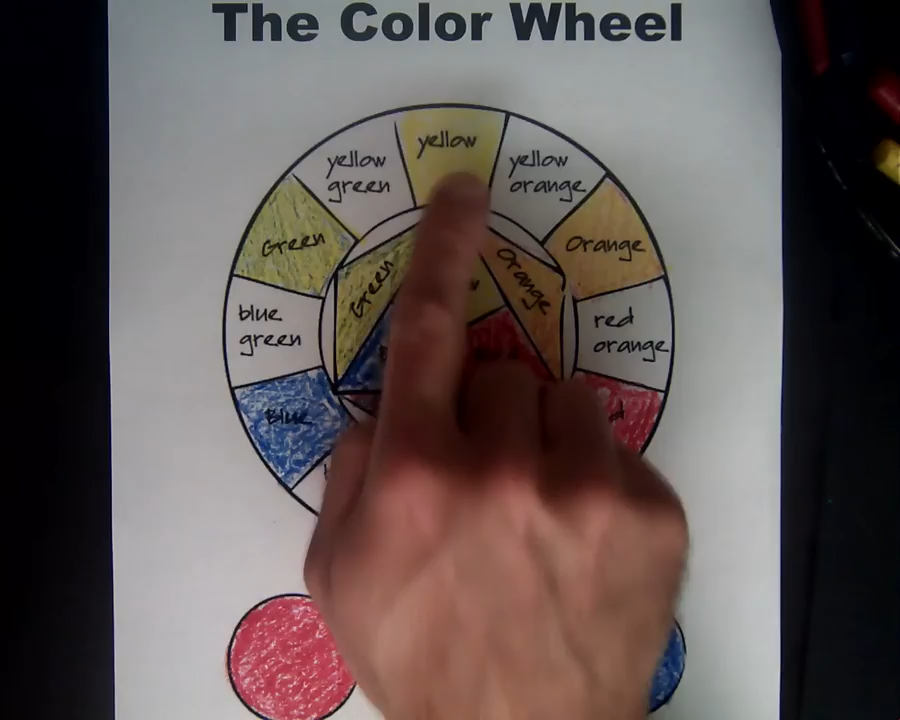 The Color Wheel
yellow
yellow
green
yellow
orange
Green
Orange
Green
Orange
blue
green
red
orange
Blue